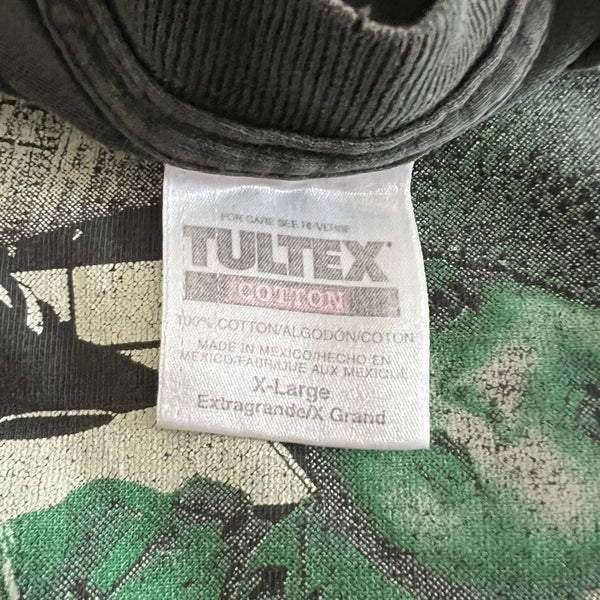 FOR CARE SEE REVERSE
TULTEX
COTTON
100% COTTON/ALGODÓN/COTON
MADE IN MEXICO/HECHO EN
MÉXICO/FABRIQUÉ AUX MEXIQUE
X-Large
Extragrande/X Grand